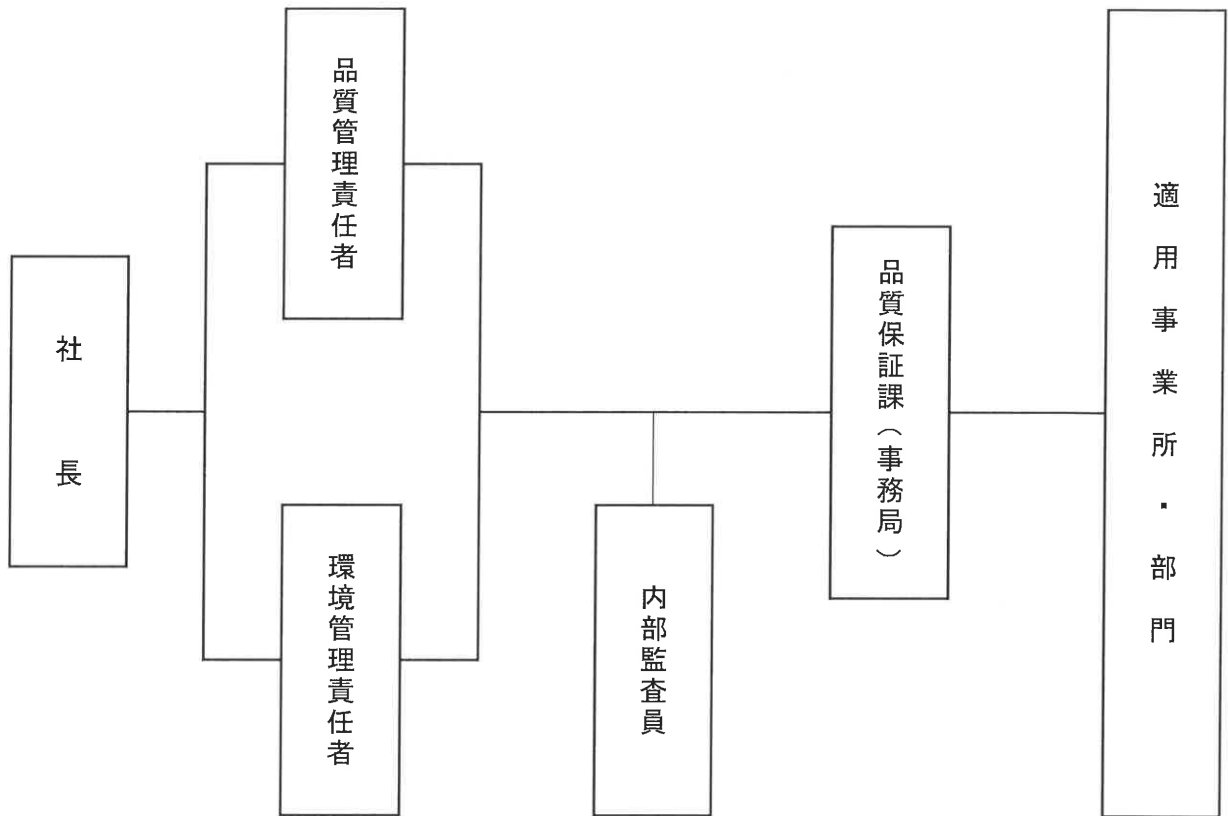 社長
品質管理責任者
環境管理責任者
内部監査員
品質保証課（事務局）
適用事業所・部門